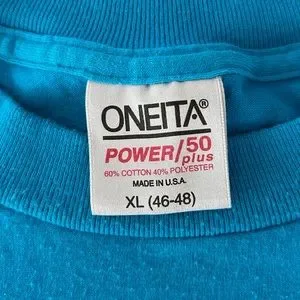 ONEITA®
POWER/50
plus
60% COTTON 40% POLYESTER
MADE IN U.S.A.
XL (46-48)